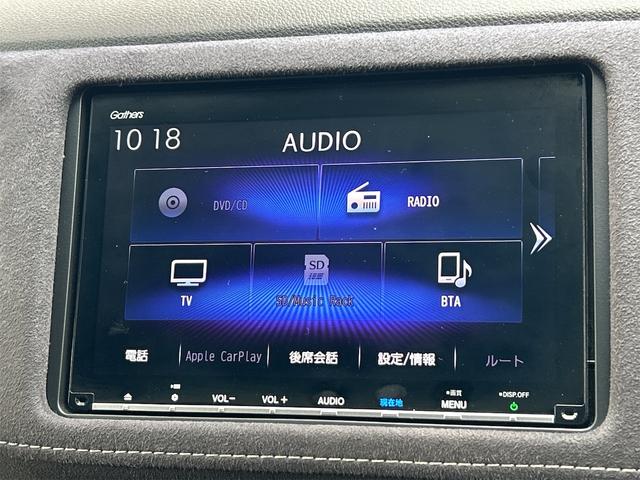 Gathers
10 18
AUDIO
DVD/CD
RADIO
TV
SD
SD/Music Rack
BTA
電話
Apple CarPlay
後席会話
設定/情報
ルート
VOL−
VOL +
AUDIO
現在地
画質
MENU
DISP.OFF